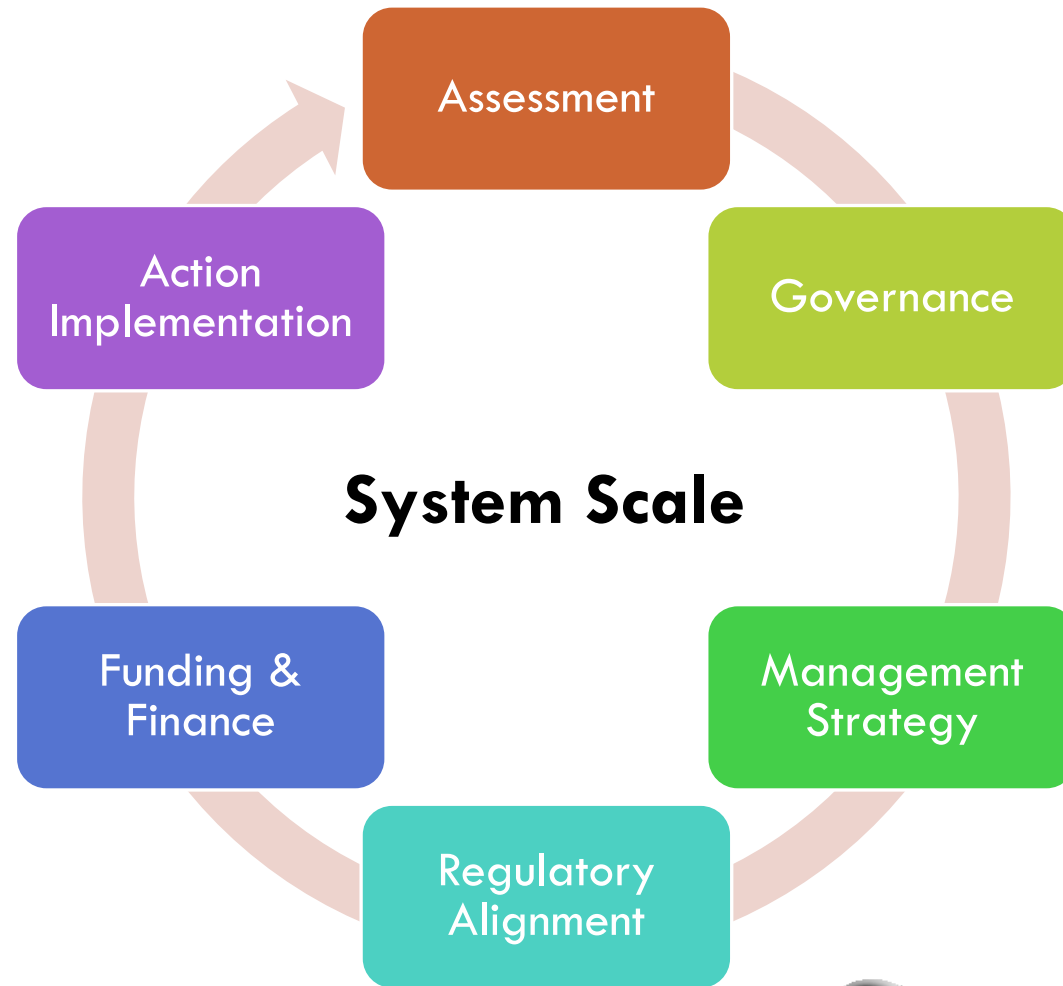 Assessment
Governance
Management
Strategy
Regulatory
Alignment
Funding &
Finance
Action
Implementation
System Scale